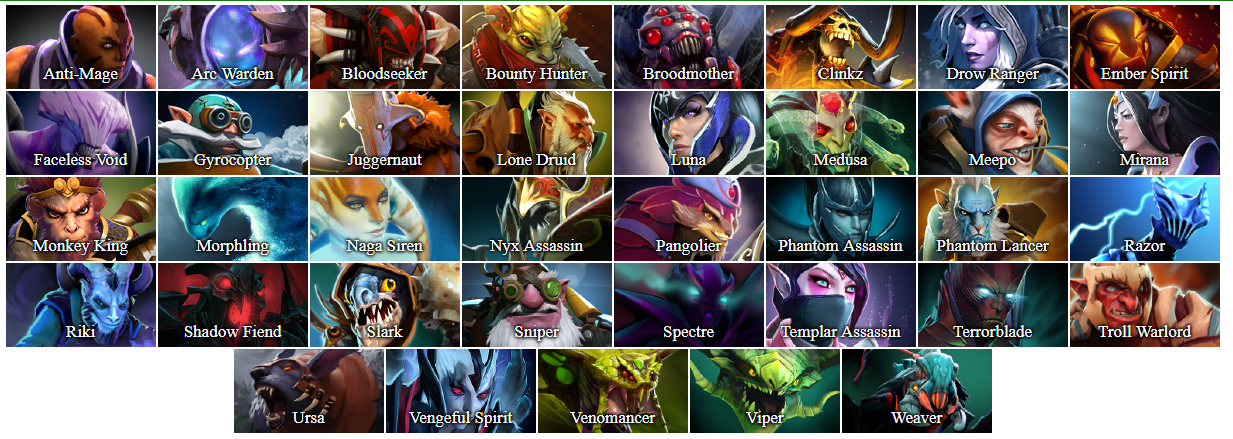 Anti-Mage
Arc Warden
Bloodseeker
Bounty Hunter
Broodmother
Clinkz
Drow Ranger
Ember Spirit
Faceless Void
Gyrocopter
Juggernaut
Lone Druid
Luna
Medusa
Meepo
Mirana
Monkey King
Morphling
Naga Siren
Nyx Assassin
Pangolier
Phantom Assassin
Phantom Lancer
Razor
Riki
Shadow Fiend
Slark
Sniper
Spectre
Templar Assassin
Terrorblade
Troll Warlord
Ursa
Vengeful Spirit
Venomancer
Viper
Weaver